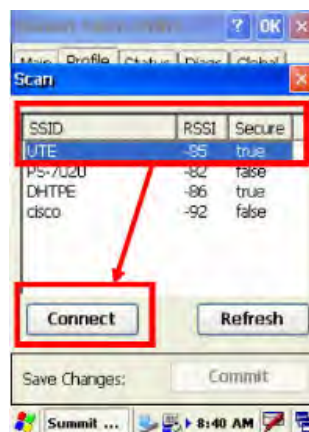 ? OK ×
Main Profile Status Diags Global
Scan ×
SSID RSSI Secure
UTE -85 true
PS-7020 -82 false
DHTPE -86 true
cisco -92 false
Connect Refresh
Save Changes: Commit
Summit ... 8:40 AM